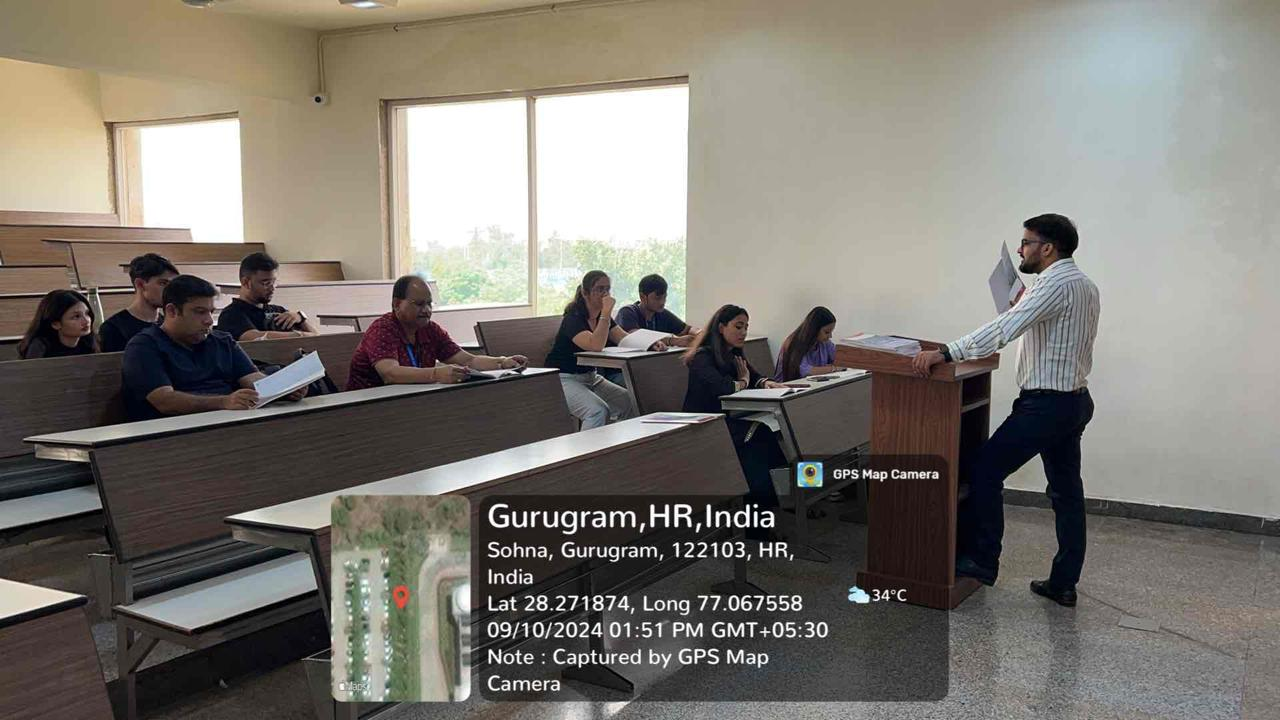 GPS Map Camera
Gurugram,HR,India
Sohna, Gurugram, 122103, HR,
India
Lat 28.271874, Long 77.067558
34°C
09/10/2024 01:51 PM GMT+05:30
Note : Captured by GPS Map
Camera
Maps